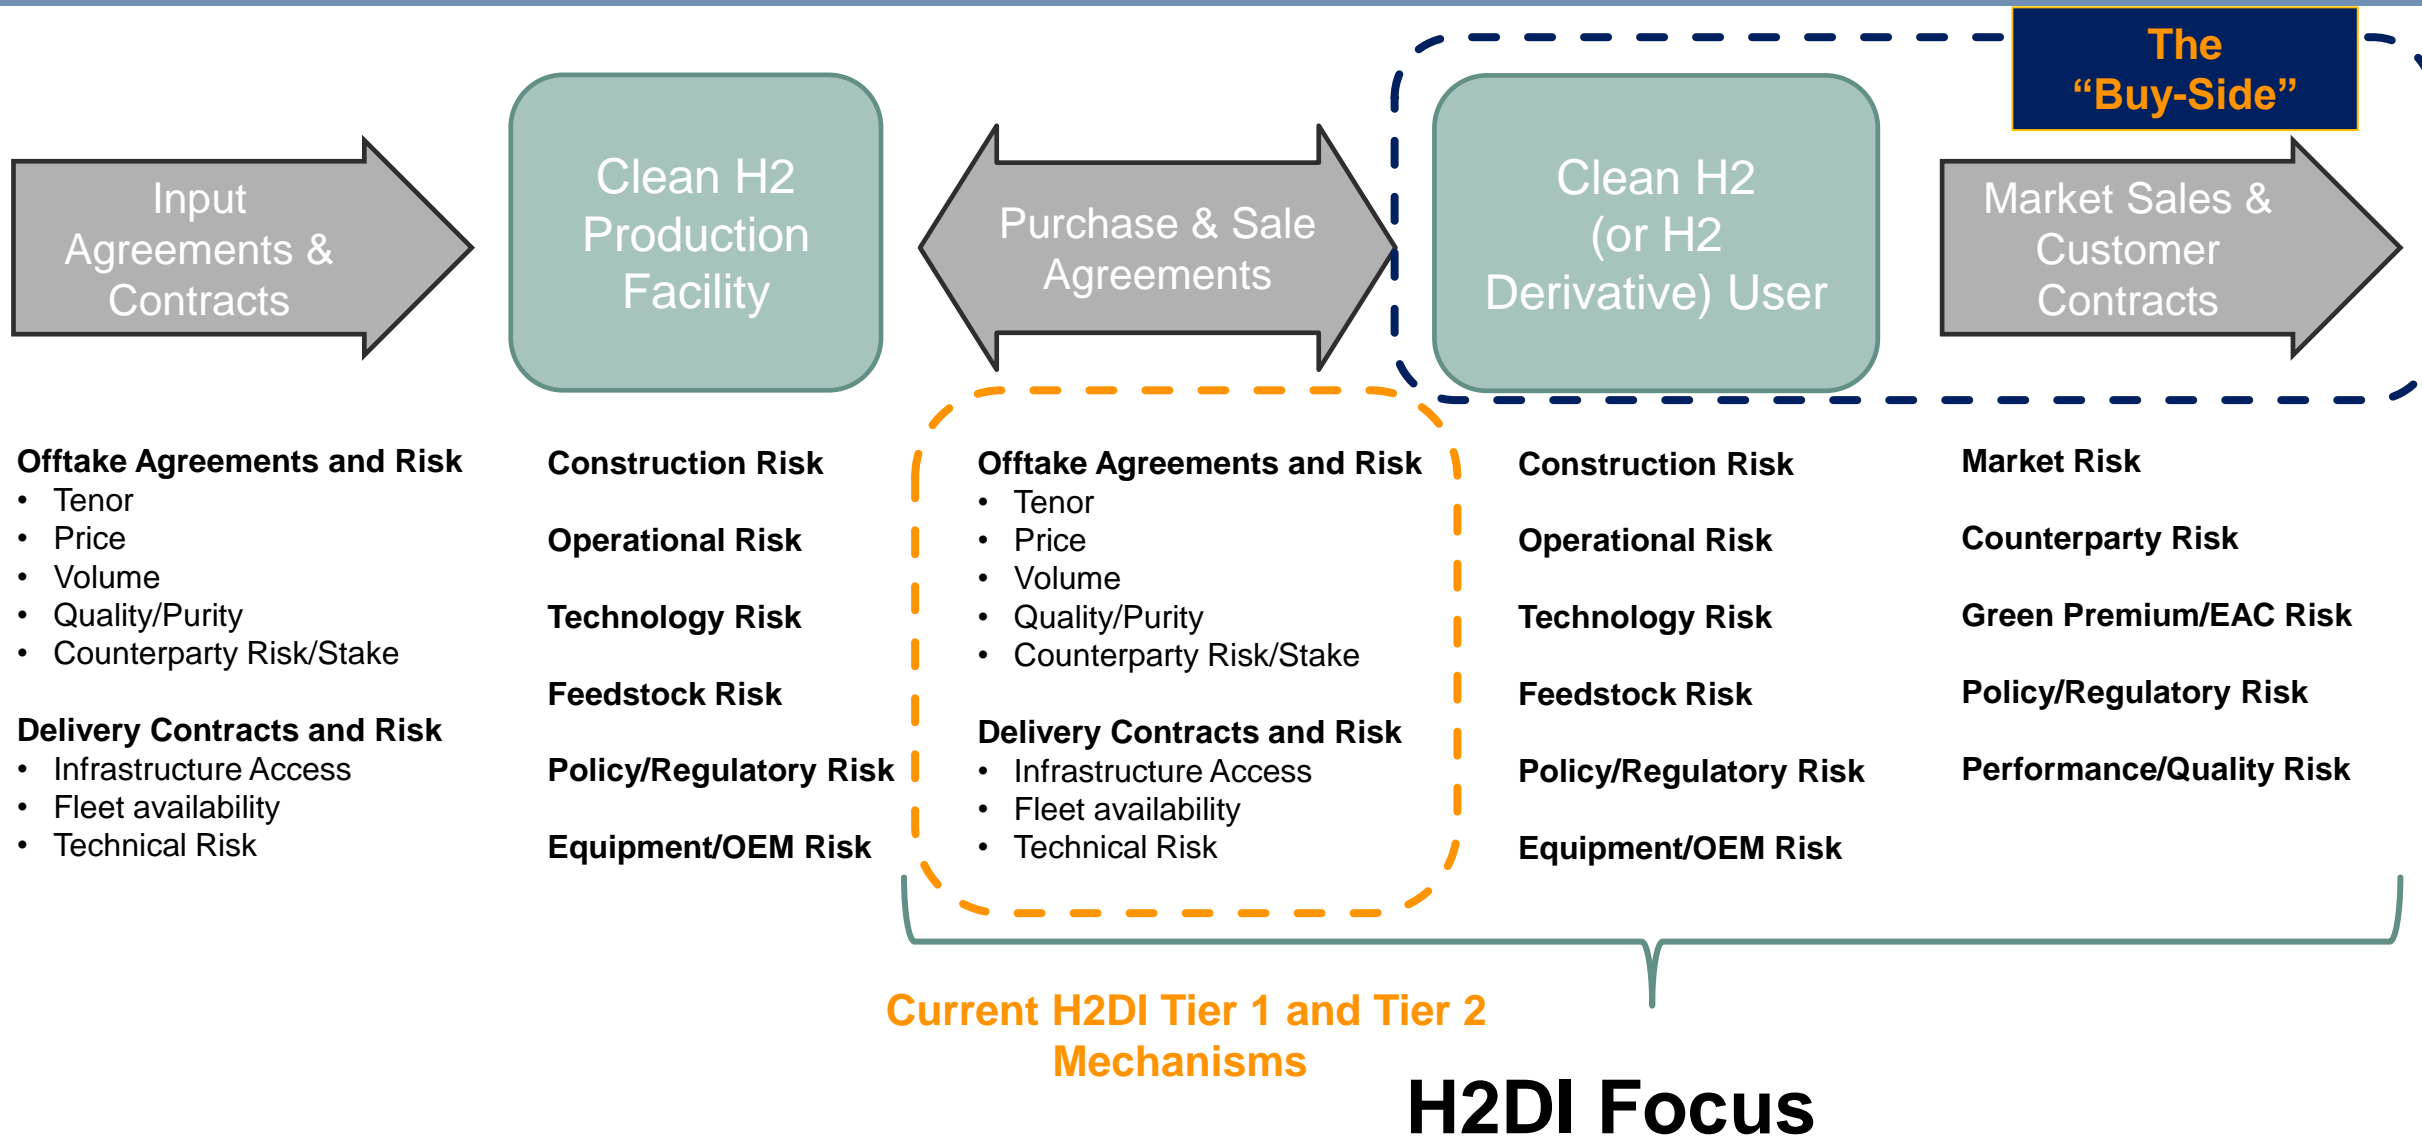 The
“Buy-Side”
Input
Agreements &
Contracts
Clean H2
Production
Facility
Purchase & Sale
Agreements
Clean H2
(or H2
Derivative) User
Market Sales &
Customer
Contracts
Offtake Agreements and Risk
• Tenor
• Price
• Volume
• Quality/Purity
• Counterparty Risk/Stake
Delivery Contracts and Risk
• Infrastructure Access
• Fleet availability
• Technical Risk
Construction Risk
Operational Risk
Technology Risk
Feedstock Risk
Policy/Regulatory Risk
Equipment/OEM Risk
Offtake Agreements and Risk
• Tenor
• Price
• Volume
• Quality/Purity
• Counterparty Risk/Stake
Delivery Contracts and Risk
• Infrastructure Access
• Fleet availability
• Technical Risk
Construction Risk
Operational Risk
Technology Risk
Feedstock Risk
Policy/Regulatory Risk
Equipment/OEM Risk
Market Risk
Counterparty Risk
Green Premium/EAC Risk
Policy/Regulatory Risk
Performance/Quality Risk
Current H2DI Tier 1 and Tier 2
Mechanisms
H2DI Focus